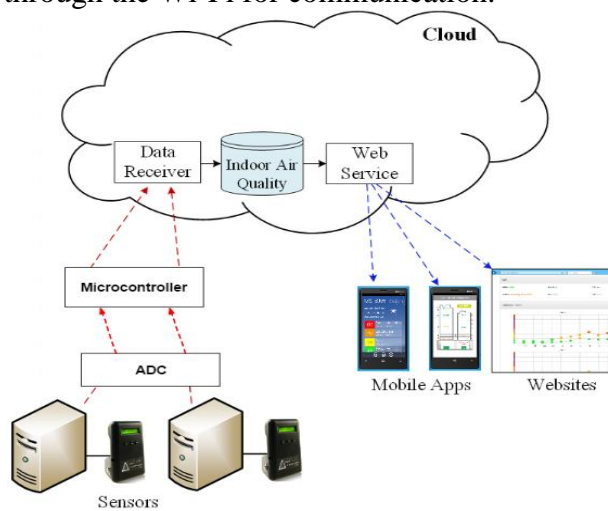 through the Wi-Fi for communication.
Cloud
Data
Receiver
Indoor Air
Quality
Web
Service
Microcontroller
ADC
Mobile Apps
Websites
Sensors